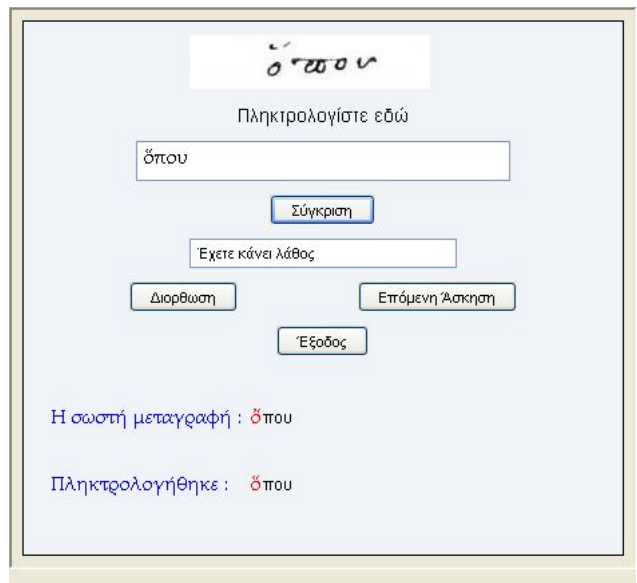 ὅπου
Πληκτρολογίστε εδώ
ὅπου
Σύγκριση
Έχετε κάνει λάθος
Διορθωση Επόμενη Άσκηση
Έξοδος
Η σωστή μεταγραφή : ὅπου
Πληκτρολογήθηκε : ὅπου